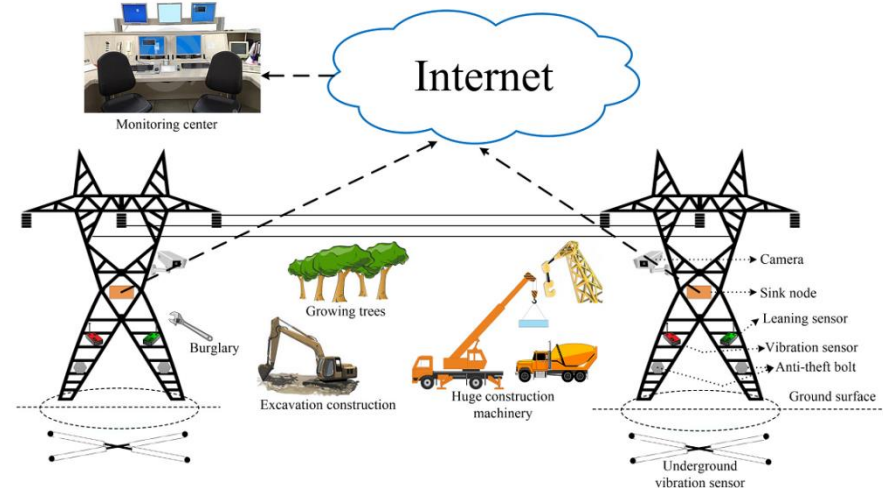 Internet
Monitoring center
Camera
Growing trees
Sink node
Leaning sensor
Burglary
Vibration sensor
Anti-theft bolt
Excavation construction
Huge construction
machinery
Ground surface
Underground
vibration sensor